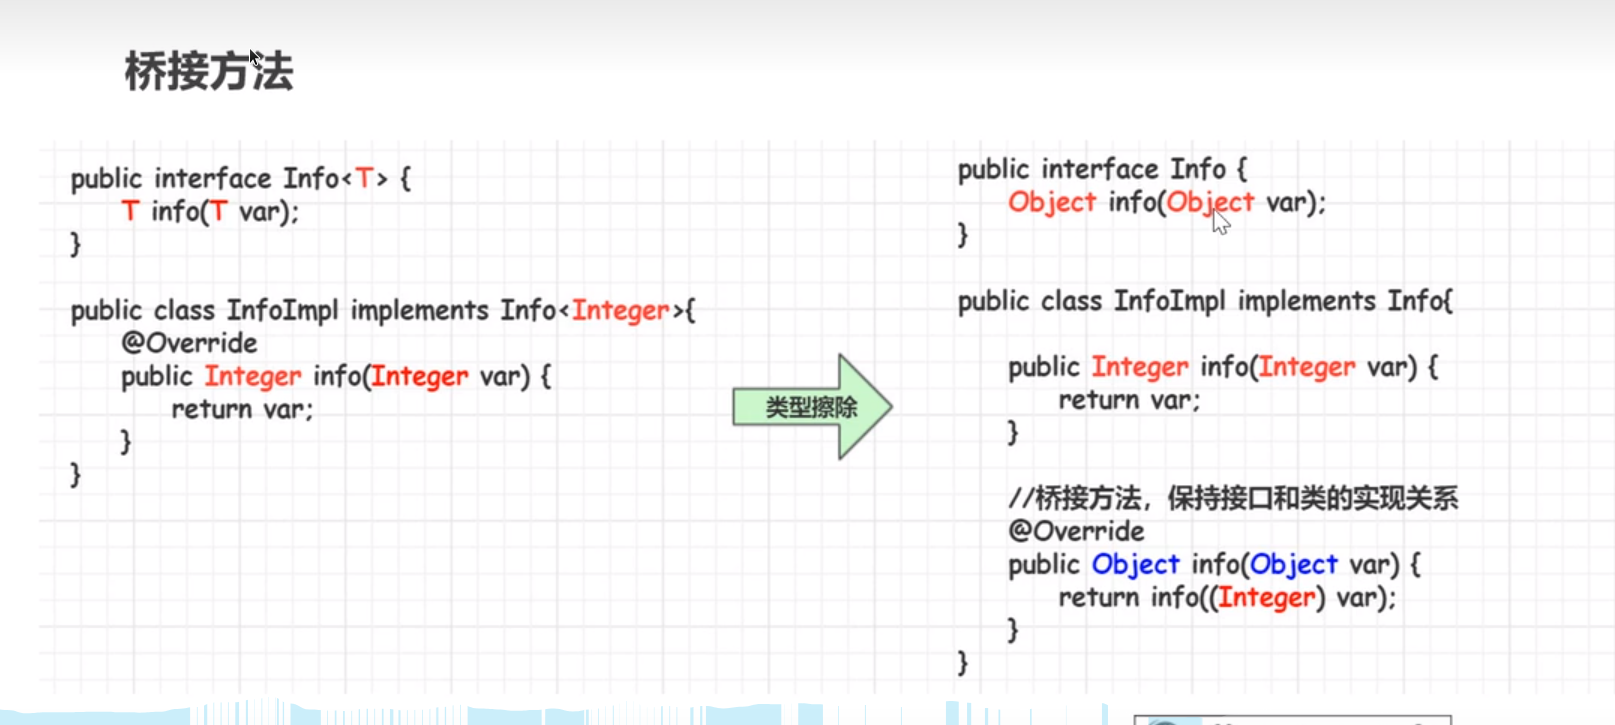 桥接方法
public interface Info<T> {
T info(T var);
}
public class InfoImpl implements Info<Integer>{
@Override
public Integer info(Integer var) {
return var;
}
}
类型擦除
public interface Info {
Object info(Object var);
}
public class InfoImpl implements Info{
public Integer info(Integer var) {
return var;
}
//桥接方法，保持接口和类的实现关系
@Override
public Object info(Object var) {
return info((Integer) var);
}
}